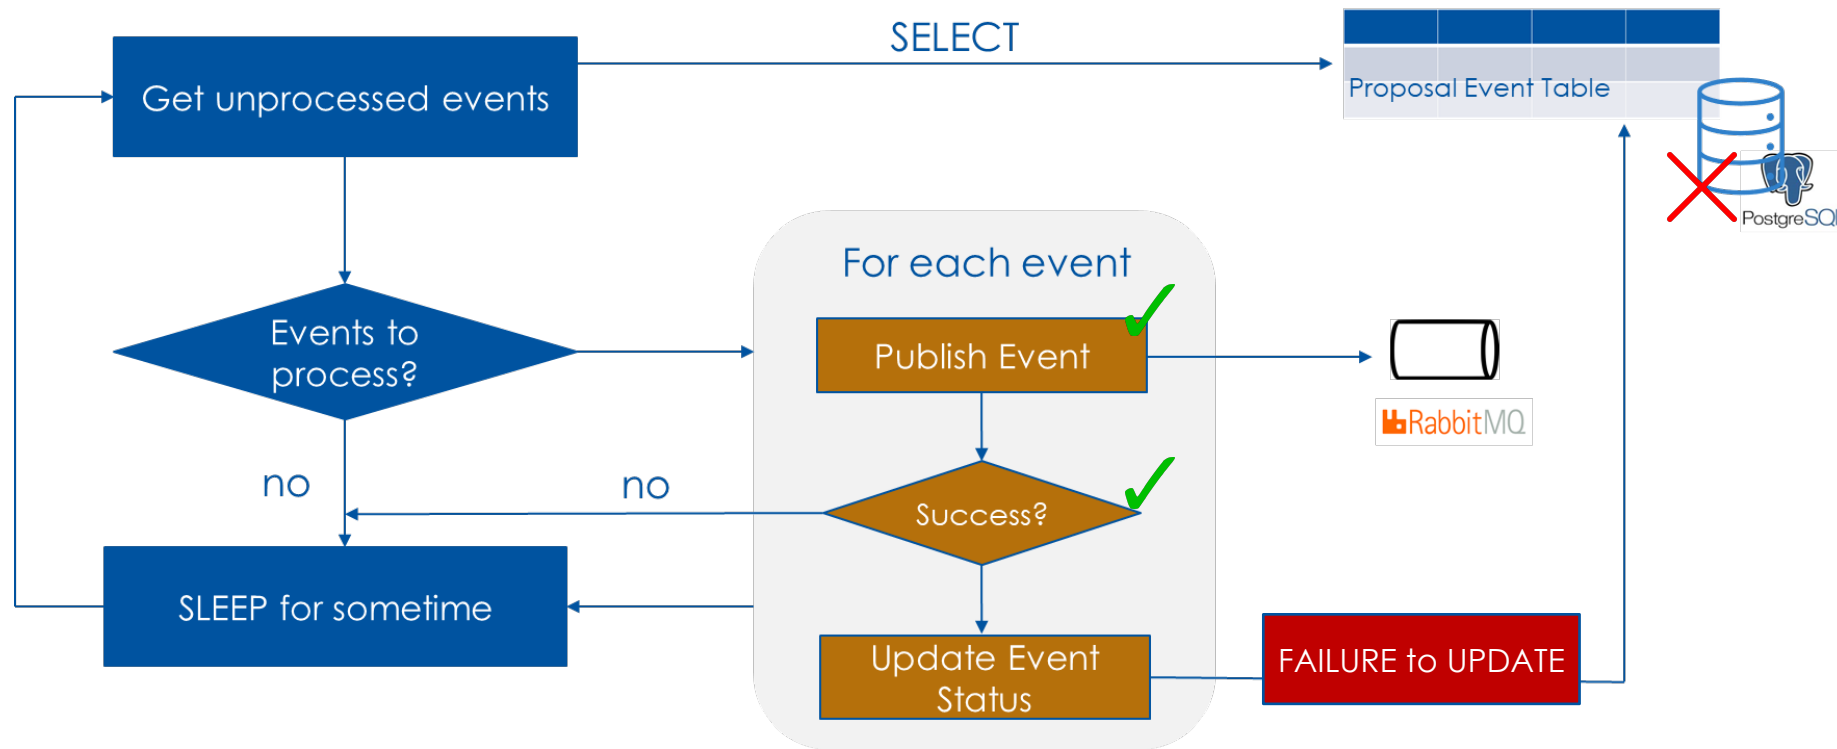 SELECT
Get unprocessed events
Proposal Event Table
PostgreSQL
For each event
Events to
process?
Publish Event
RabbitMQ
no
no
Success?
SLEEP for sometime
Update Event
Status
FAILURE to UPDATE